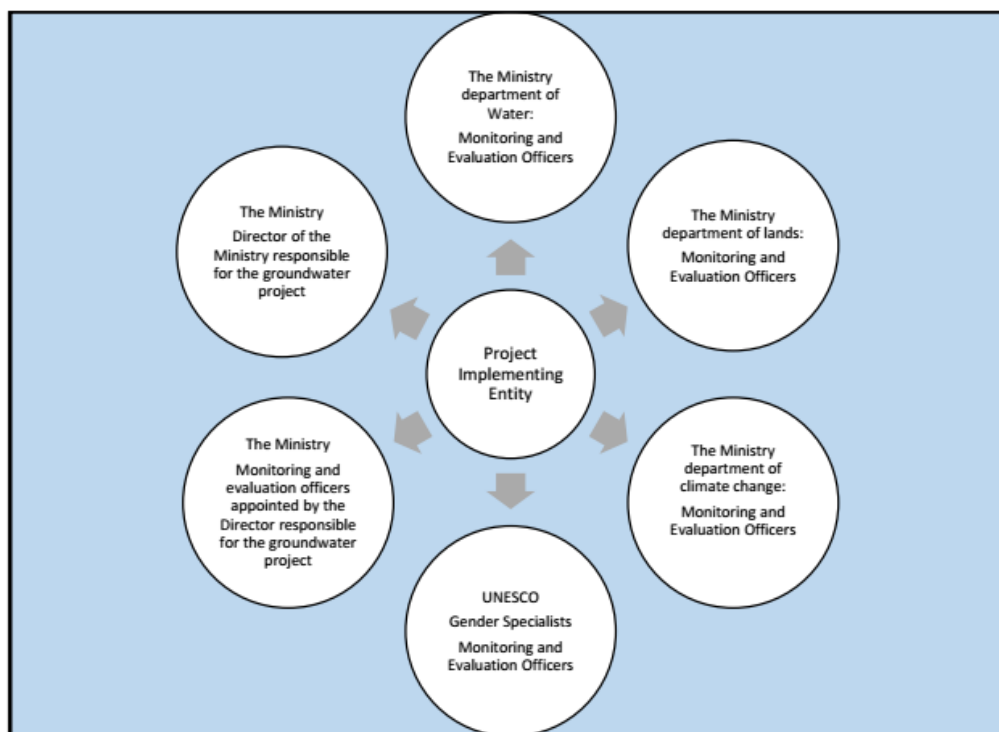 The Ministry
department of
Water:
Monitoring and
Evaluation Officers
The Ministry
department of lands:
Monitoring and
Evaluation Officers
The Ministry
department of
climate change:
Monitoring and
Evaluation Officers
UNESCO
Gender Specialists
Monitoring and
Evaluation Officers
The Ministry
Monitoring and
evaluation officers
appointed by the
Director responsible
for the groundwater
project
The Ministry
Director of the
Ministry responsible
for the groundwater
project
Project
Implementing
Entity